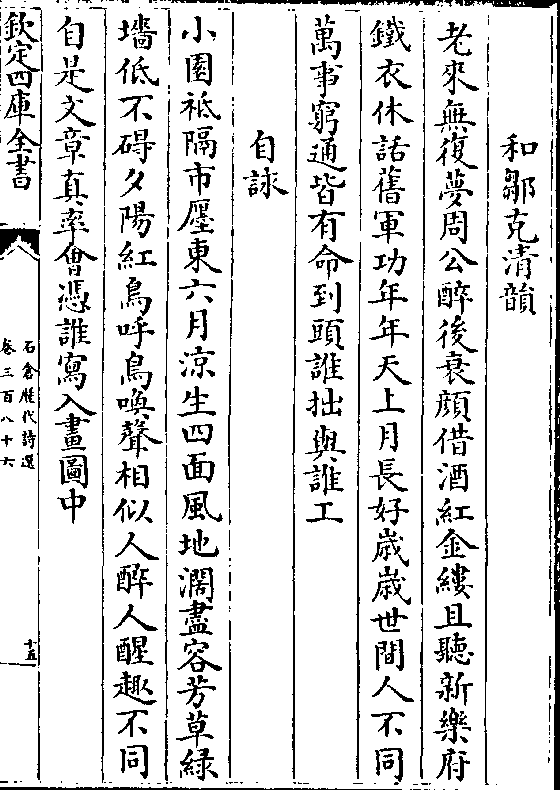 和鄒克清韻
老來無復夢周公醉後衰顔借酒紅金縷且聽新樂府
鐵衣休話舊軍功年年天上月長好歳歳世間人不同
萬事窮通皆有命到頭誰拙與誰工
自詠
小園祗隔市㕓東六月凉生四面風地濶盡容芳草緑
墻低不碍夕陽紅鳥呼鳥喚聲相似人醉人醒趣不同
自是文章真率會憑誰寫入畫圖中
欽定四庫全書
石倉歴代詩選
卷三百八十六
十五